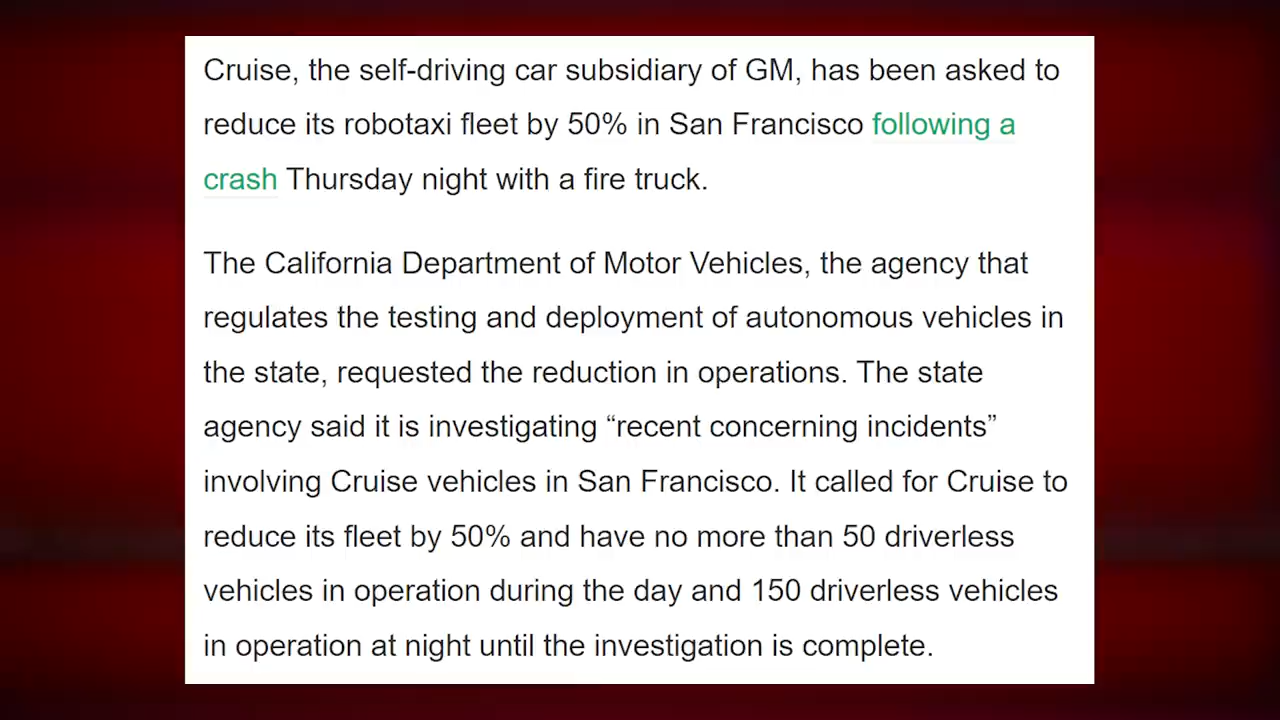 Cruise, the self-driving car subsidiary of GM, has been asked to
reduce its robotaxi fleet by 50% in San Francisco following a
crash Thursday night with a fire truck.
The California Department of Motor Vehicles, the agency that
regulates the testing and deployment of autonomous vehicles in
the state, requested the reduction in operations. The state
agency said it is investigating “recent concerning incidents”
involving Cruise vehicles in San Francisco. It called for Cruise to
reduce its fleet by 50% and have no more than 50 driverless
vehicles in operation during the day and 150 driverless vehicles
in operation at night until the investigation is complete.